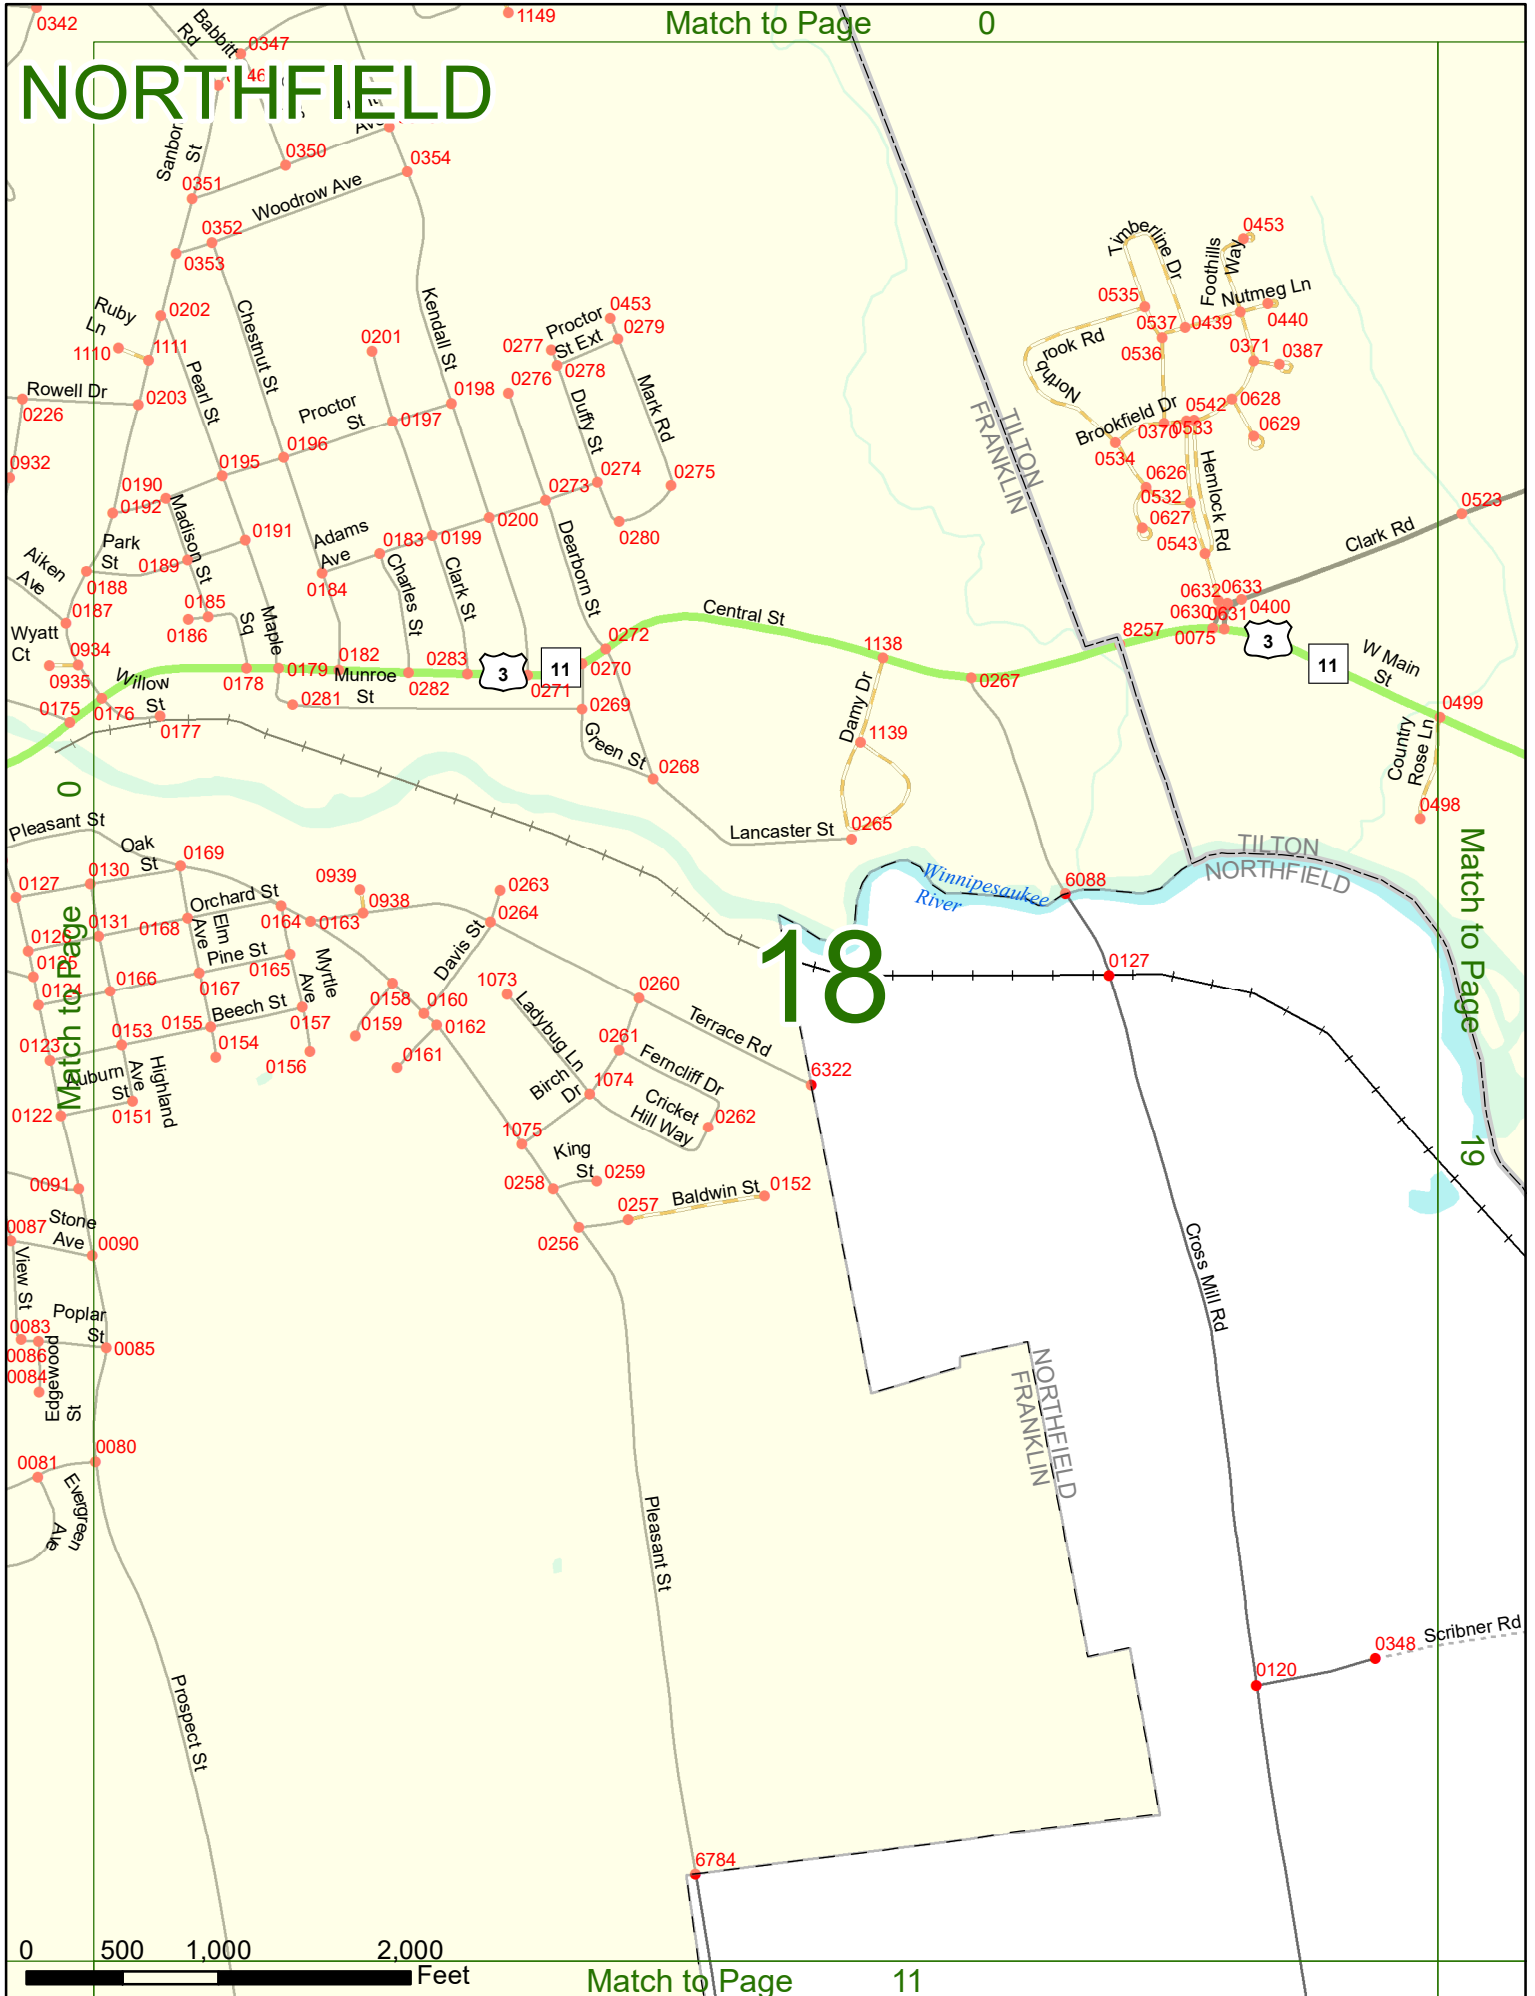 Match to Page 0
NORTHFIELD
0342
1149
Babbitt
Rd
0347
Ave
0350
0354
Sanbor
St
0351
Woodrow Ave
0352
0353
0453
Timberline Dr
Foothills
Way
Nutmeg Ln
0535
0537
0439
0440
0536
0371
0387
rook Rd
Northb
Ruby
Ln
0202
1110
1111
Chestnut St
Kendall St
0201
Proctor
St Ext
0453
0279
0277
0278
0276
Mark Rd
Duffy St
Rowell Dr
0226
0203
Pearl St
Proctor
St
0198
0197
0196
0542
0628
Brookfield Dr
0370
0533
0629
0534
Hemlock Rd
0626
0532
0627
0543
TILTON
FRANKLIN
0932
0195
0190
0192
Madison St
0191
0274
0275
0273
0280
0200
0199
0523
Clark Rd
Park
St
Aiken
Ave
0189
0188
0187
Adams
Ave
0183
0184
Charles St
Clark St
Dearborn St
0185
0186
Maple
Sq
Wyatt
Ct
0934
0935
Willow
St
0632
0633
0630
0631
0400
0075
8257
Central St
1138
0272
0270
0271
3
11
0283
0282
0182
0179
0178
Munroe
St
0281
0269
0267
3
11
W Main
St
0499
0175
0176
0177
Green St
0268
Damy Dr
1139
Lancaster St
0265
Country
Rose Ln
0498
Match to Page 0
Pleasant St
Oak
St
0169
0130
0127
0939
0938
0263
0264
Orchard St
0164
0163
0131
0168
Elm
Ave
Pine St
0165
Myrtle
Ave
Davis St
Winnipesaukee
River
6088
TILTON
NORTHFIELD
Match to Page 19
0126
0125
0124
0166
0167
Beech St
0157
0158
0159
0160
0162
0161
1073
Ladybug Ln
0260
Terrace Rd
18
0127
0123
0153
0155
0154
0156
Auburn
St
Highland
Ave
0151
0122
0261
Ferncliff Dr
Birch
Dr
1074
Cricket
Hill Way
0262
6322
1075
King
St
0259
0258
0257
Baldwin St
0152
0256
0091
0087
Stone
Ave
0090
View St
Poplar
St
0083
0085
0086
0084
Edgewood
St
Cross Mill Rd
NORTHFIELD
FRANKLIN
0080
0081
Evergreen
Ave
Pleasant St
Prospect St
0348
Scribner Rd
0120
6784
0 500 1,000 2,000
Feet
Match to Page 11